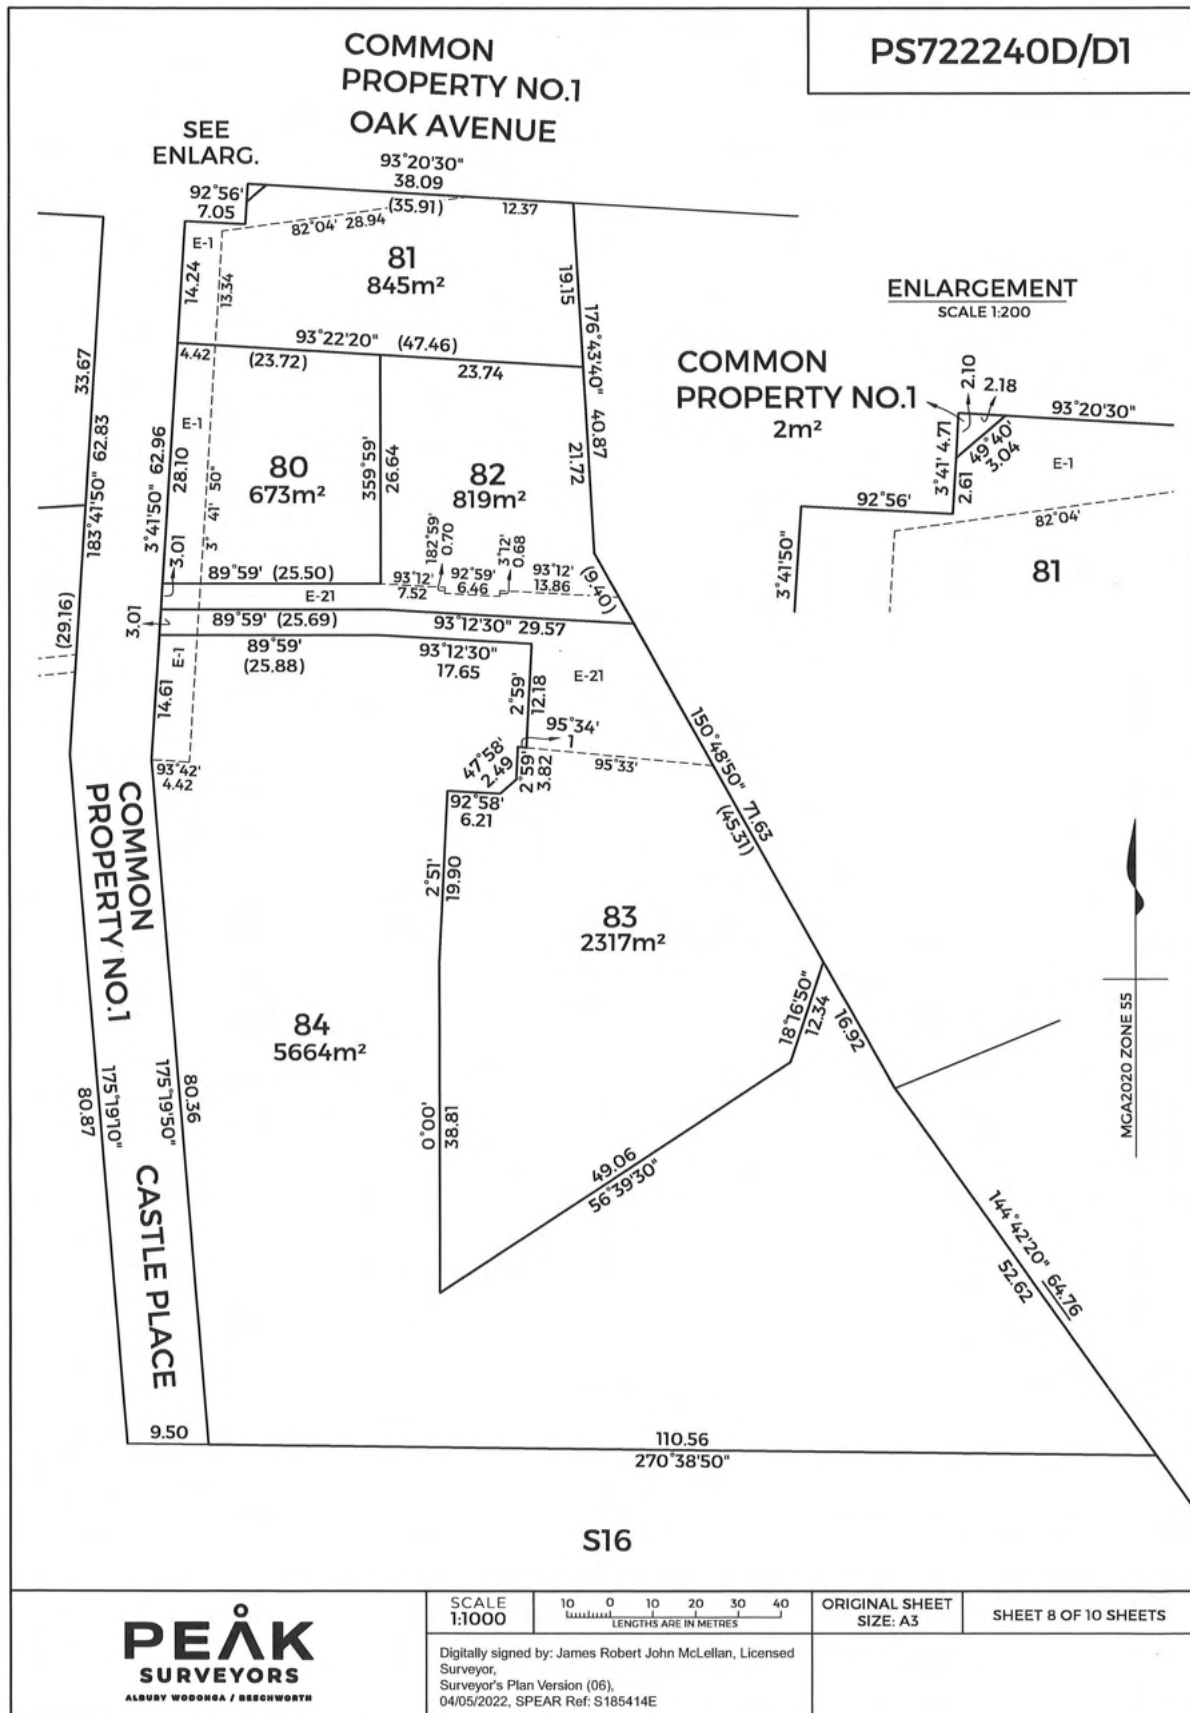 PS722240D/D1
COMMON
PROPERTY NO.1
OAK AVENUE
SEE
ENLARG.
93°20'30"
38.09
(35.91)
12.37
92°56'
7.05
82°04' 28.94
E-1
14.24
13.34
81
845m²
19.15
176°43'40" 40.87
93°22'20" (47.46)
4.42
(23.72)
23.74
33.67
183°41'50" 62.83
(29.16)
3°41'50" 62.96
28.10
E-1
3° 41' 50"
80
673m²
359°59'
26.64
82
819m²
21.72
3.01
182°59'
0.70
3°12'
0.68
93°12'
7.52
92°59'
6.46
93°12'
13.86
(9.40)
89°59' (25.50)
E-21
3.01
89°59' (25.69)
93°12'30" 29.57
89°59'
(25.88)
93°12'30"
17.65
E-1
14.61
2°59'
12.18
E-21
95°34'
1
95°33'
93°42'
4.42
47°58'
2.49
2°59'
3.82
92°58'
6.21
150°48'50" 71.63
(45.31)
2°51'
19.90
83
2317m²
COMMON
PROPERTY NO.1
84
5664m²
18°16'50"
12.34
16.92
175°19'10"
80.87
175°19'50"
80.36
0°00'
38.81
49.06
56°39'30"
CASTLE PLACE
144°42'20" 64.76
52.62
9.50
110.56
270°38'50"
S16
ENLARGEMENT
SCALE 1:200
COMMON
PROPERTY NO.1
2m²
2.10
2.18
93°20'30"
3°41' 4.71
2.61
49°40'
3.04
E-1
92°56'
82°04'
3°41'50"
81
MGA2020 ZONE 55
PEAK
SURVEYORS
ALBURY WODONGA / BEECHWORTH
SCALE
1:1000
10 0 10 20 30 40
LENGTHS ARE IN METRES
ORIGINAL SHEET
SIZE: A3
SHEET 8 OF 10 SHEETS
Digitally signed by: James Robert John McLellan, Licensed
Surveyor,
Surveyor's Plan Version (06),
04/05/2022, SPEAR Ref: S185414E